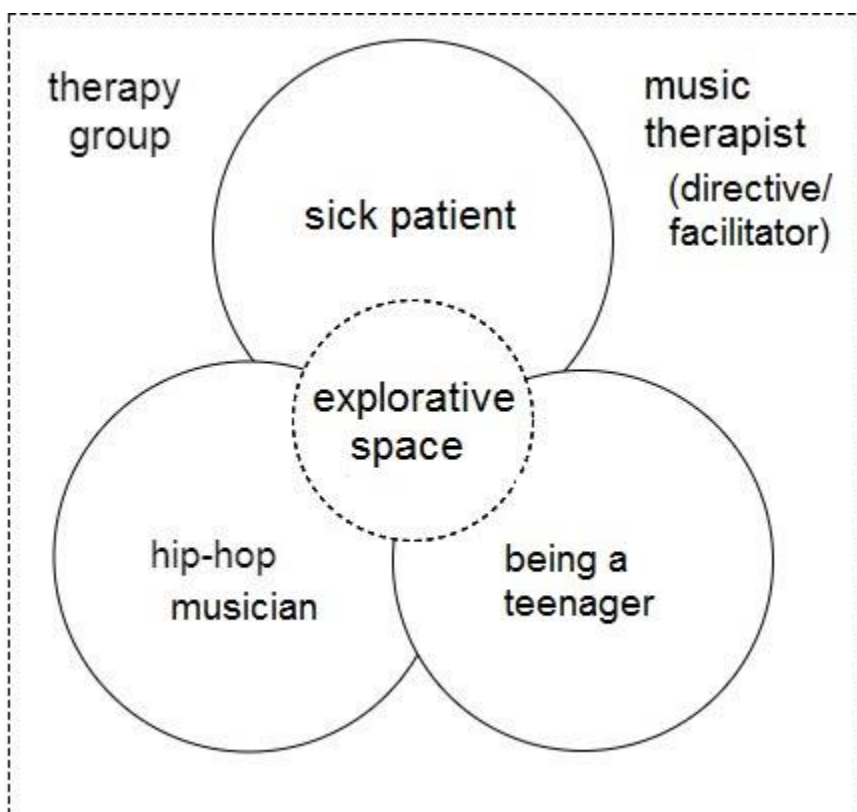 therapy
group
music
therapist
(directive/
facilitator)
sick patient
explorative
space
hip-hop
musician
being a
teenager